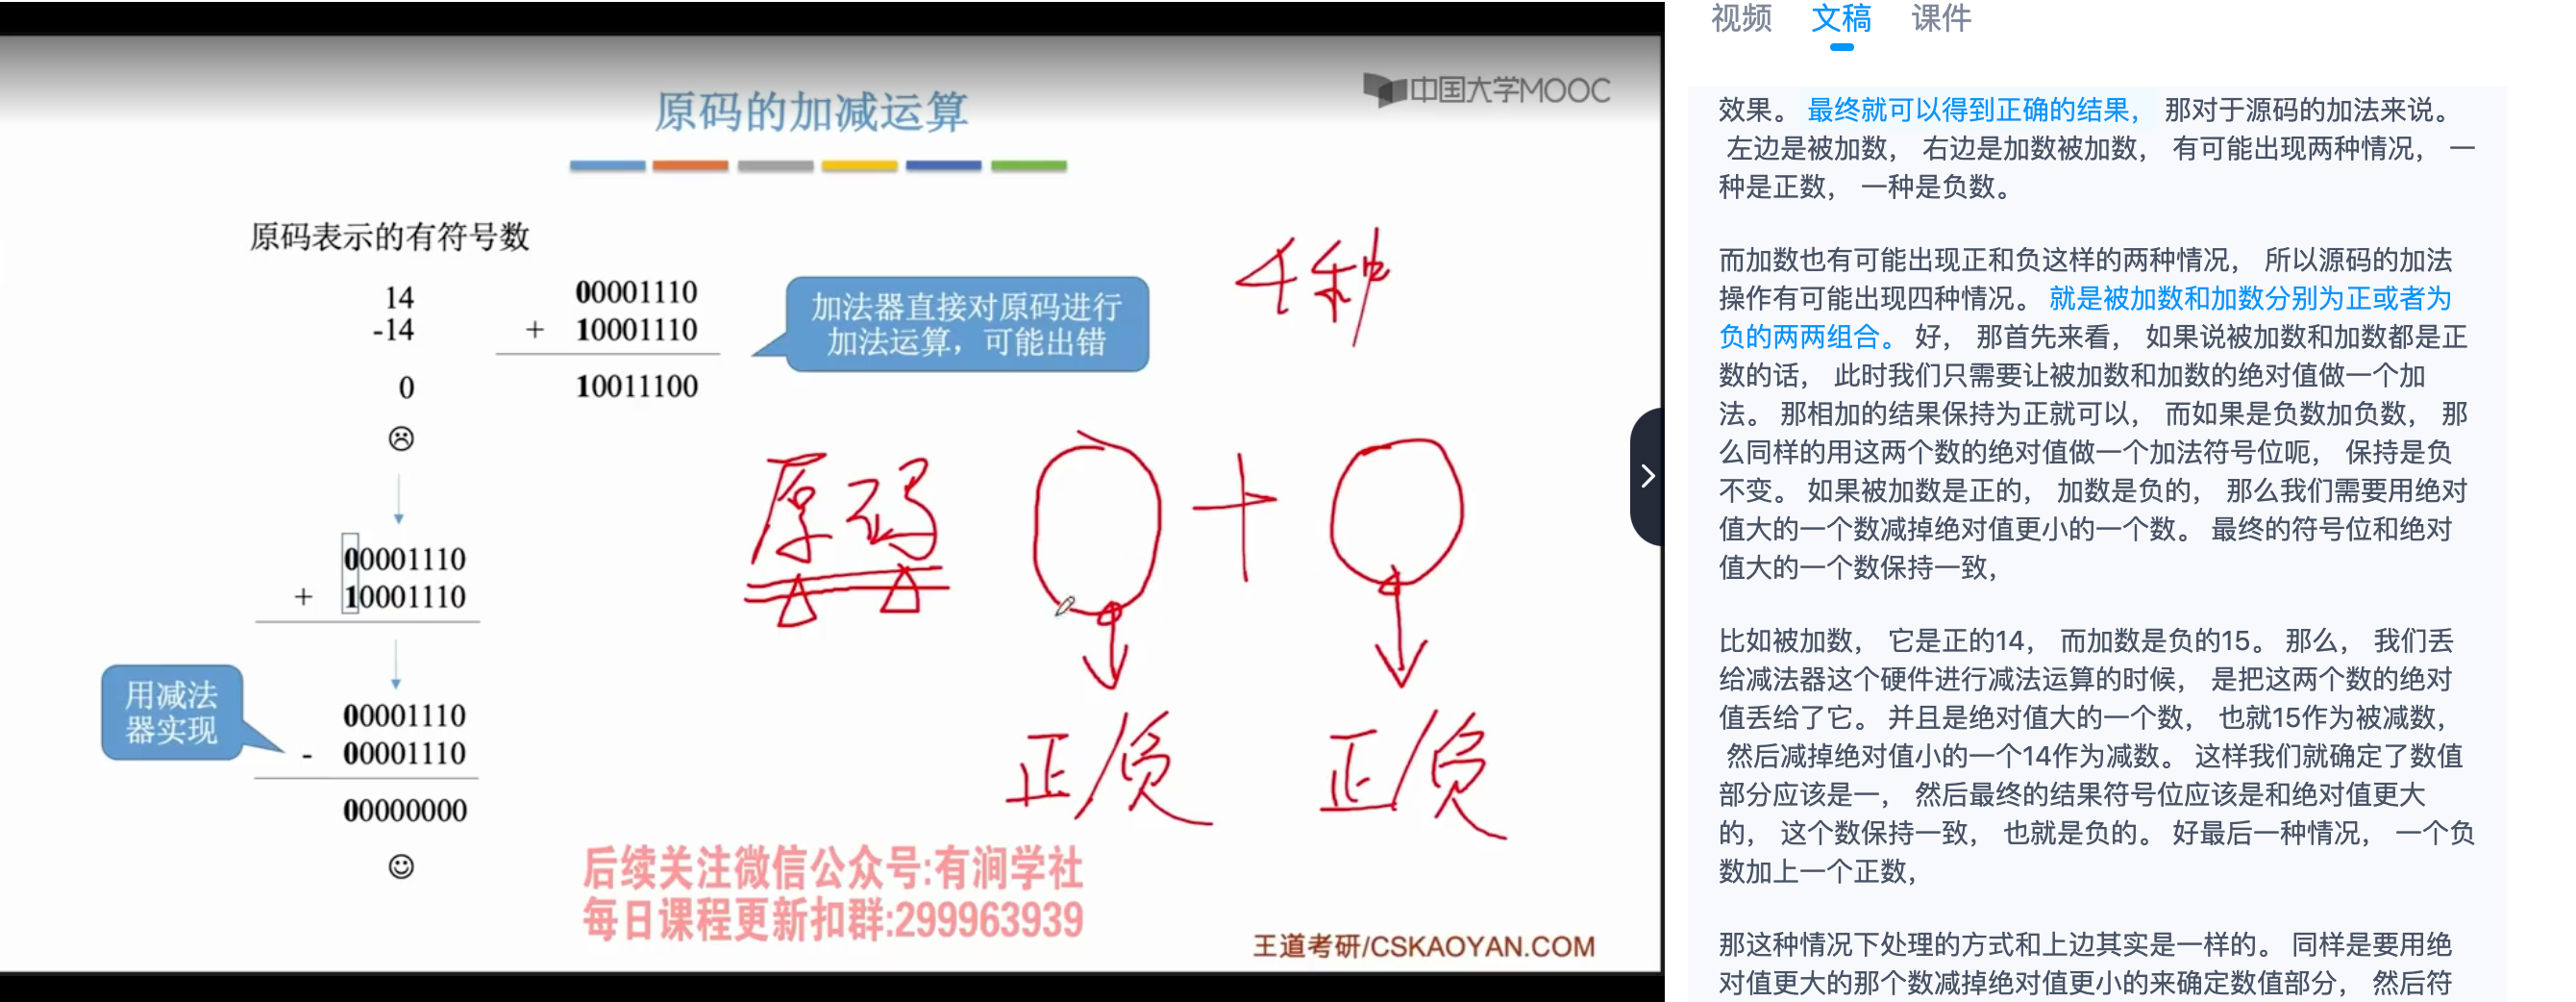 原码的加减运算
中国大学MOOC
原码表示的有符号数
14
-14
0
00001110
+ 10001110
10011100
加法器直接对原码进行
加法运算，可能出错
4种
原码
+
正/负
正/负
00001110
+ 10001110
用减法
器实现
00001110
- 00001110
00000000
后续关注微信公众号:有涧学社
每日课程更新扣群:299963939
王道考研/CSKAOYAN.COM
视频 文稿 课件
效果。 最终就可以得到正确的结果， 那对于源码的加法来说。
左边是被加数， 右边是加数被加数， 有可能出现两种情况， 一
种是正数， 一种是负数。
而加数也有可能出现正和负这样的两种情况， 所以源码的加法
操作有可能出现四种情况。 就是被加数和加数分别为正或者为
负的两两组合。 好， 那首先来看， 如果说被加数和加数都是正
数的话， 此时我们只需要让被加数和加数的绝对值做一个加
法。 那相加的结果保持为正就可以， 而如果是负数加负数， 那
么同样的用这两个数的绝对值做一个加法符号位呃， 保持是负
不变。 如果被加数是正的， 加数是负的， 那么我们需要用绝对
值大的一个数减掉绝对值更小的一个数。 最终的符号位和绝对
值大的一个数保持一致，
比如被加数， 它是正的14， 而加数是负的15。 那么， 我们丢
给减法器这个硬件进行减法运算的时候， 是把这两个数的绝对
值丢给了它。 并且是绝对值大的一个数， 也就15作为被减数，
然后减掉绝对值小的一个14作为减数。 这样我们就确定了数值
部分应该是一， 然后最终的结果符号位应该是和绝对值更大
的， 这个数保持一致， 也就是负的。 好最后一种情况， 一个负
数加上一个正数，
那这种情况下处理的方式和上边其实是一样的。 同样是要用绝
对值更大的那个数减掉绝对值更小的来确定数值部分， 然后符